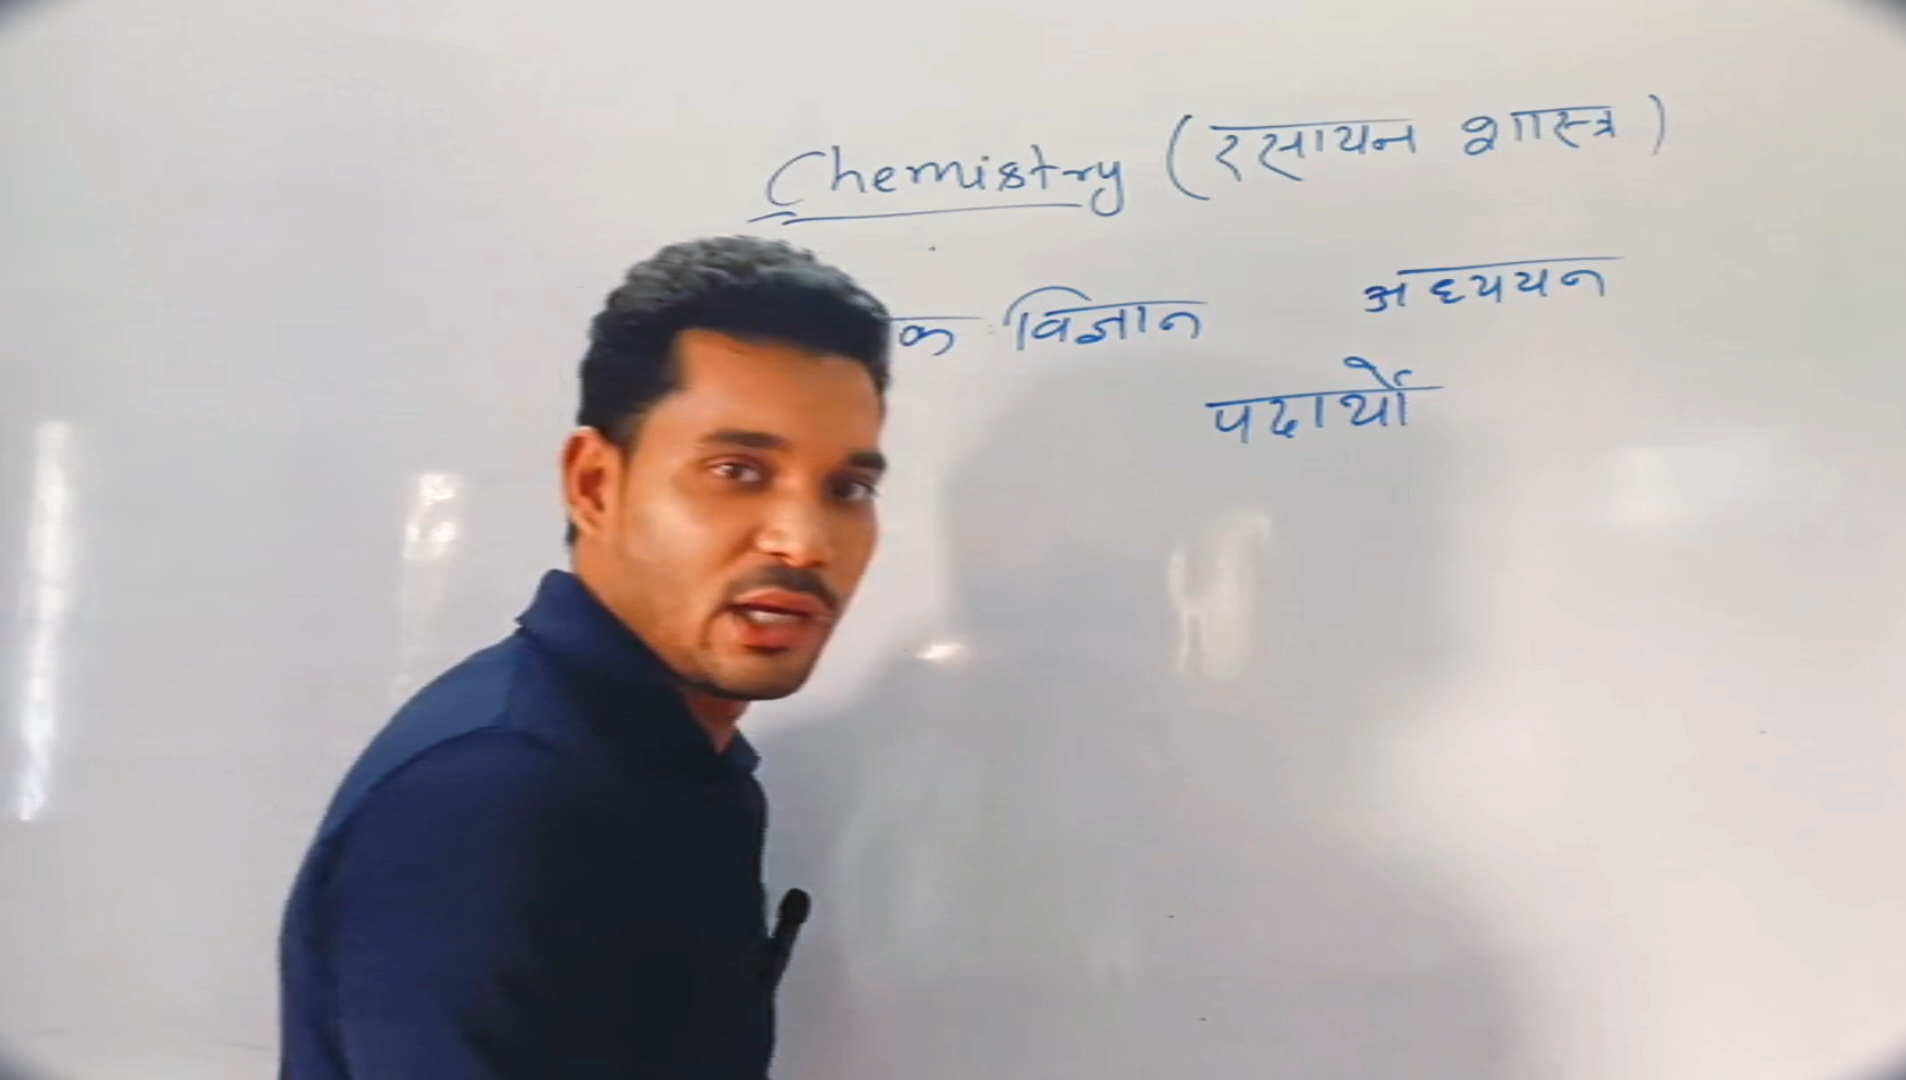 Chemistry (रसायन शास्त्र)
विज्ञान अध्ययन
पदार्थो